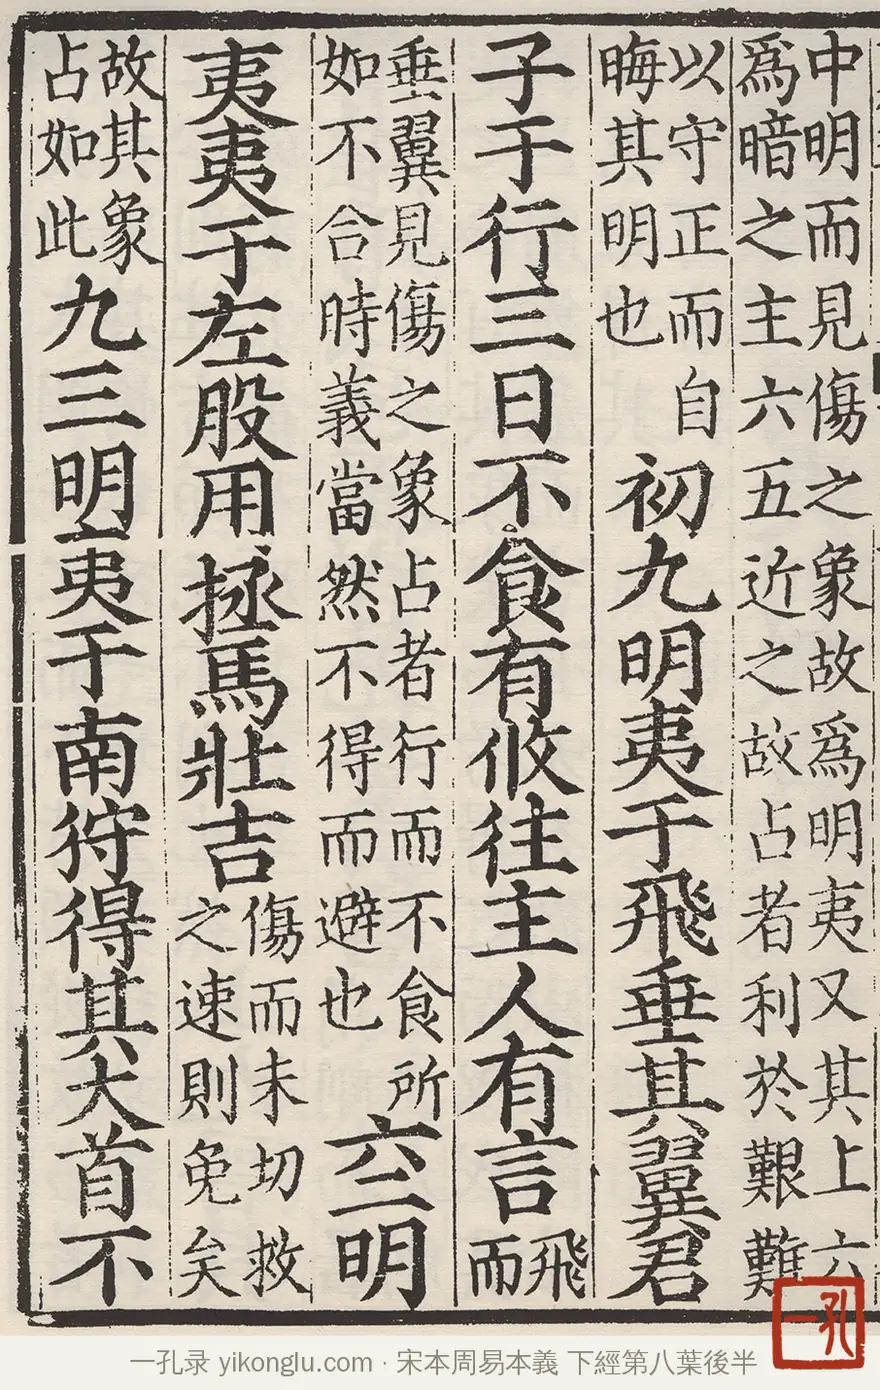 中明而見傷之象故爲明夷又其上六
爲暗之主六五近之故占者利於艱難
以守正而自
晦其明也
初九明夷于飛垂其翼君
子于行三日不食有攸往主人有言
飛
而
垂翼見傷之象占者行而不食所
如不合時義當然不得而避也
六二明
夷夷于左股用拯馬壯吉
傷而未切救
之速則免矣
故其象
占如此
九三明夷于南狩得其大首不
一孔
一孔录 yikonglu.com · 宋本周易本義 下經第八葉後半